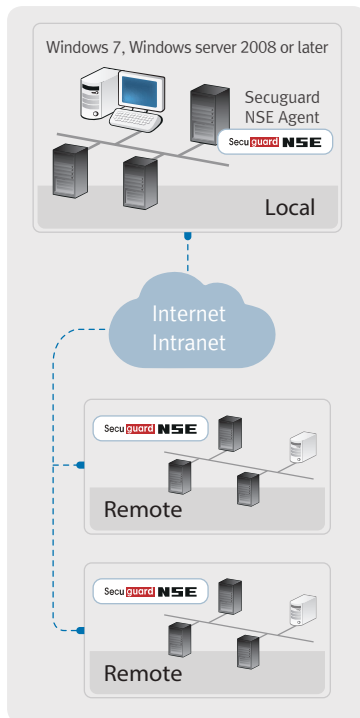 Windows 7, Windows server 2008 or later
Secuguard
NSE Agent
Secuguard NSE
Local
Internet
Intranet
Secuguard NSE
Remote
Secuguard NSE
Remote